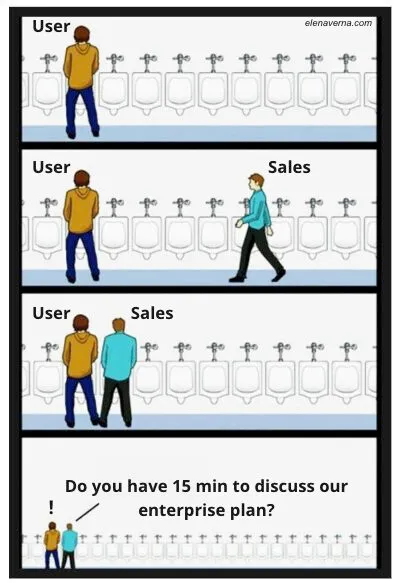 User
elenaverna.com
User
Sales
User
Sales
!
Do you have 15 min to discuss our
enterprise plan?